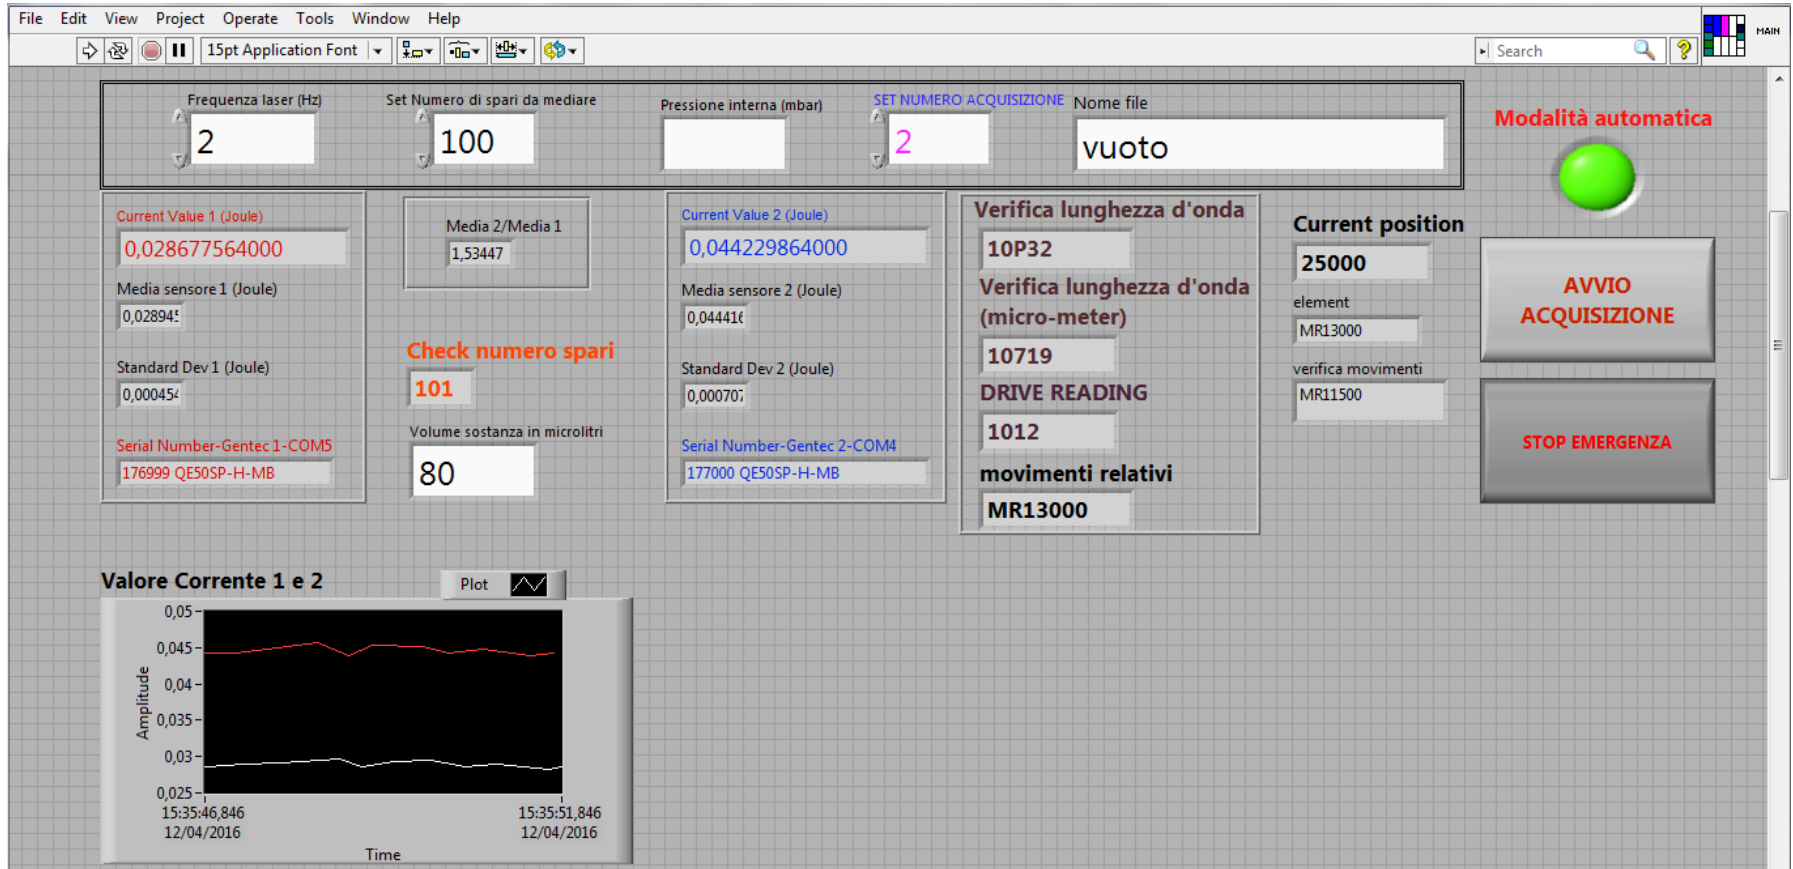 File Edit View Project Operate Tools Window Help
15pt Application Font
Search
?
MAIN
Frequenza laser (Hz)
2
Set Numero di spari da mediare
100
Pressione interna (mbar)
SET NUMERO ACQUISIZIONE
2
Nome file
vuoto
Modalità automatica
Current Value 1 (Joule)
0,028677564000
Media sensore 1 (Joule)
0,02894
Standard Dev 1 (Joule)
0,000454
Serial Number-Gentec 1-COM5
176999 QE50SP-H-MB
Media 2/Media 1
1,53447
Check numero spari
101
Volume sostanza in microlitri
80
Current Value 2 (Joule)
0,044229864000
Media sensore 2 (Joule)
0,04441
Standard Dev 2 (Joule)
0,000707
Serial Number-Gentec 2-COM4
177000 QE50SP-H-MB
Verifica lunghezza d'onda
10P32
Verifica lunghezza d'onda
(micro-meter)
10719
DRIVE READING
1012
movimenti relativi
MR13000
Current position
25000
element
MR13000
verifica movimenti
MR11500
AVVIO
ACQUISIZIONE
STOP EMERGENZA
Valore Corrente 1 e 2
Plot
Amplitude
0,05
0,045
0,04
0,035
0,03
0,025
15:35:46,846
12/04/2016
15:35:51,846
12/04/2016
Time